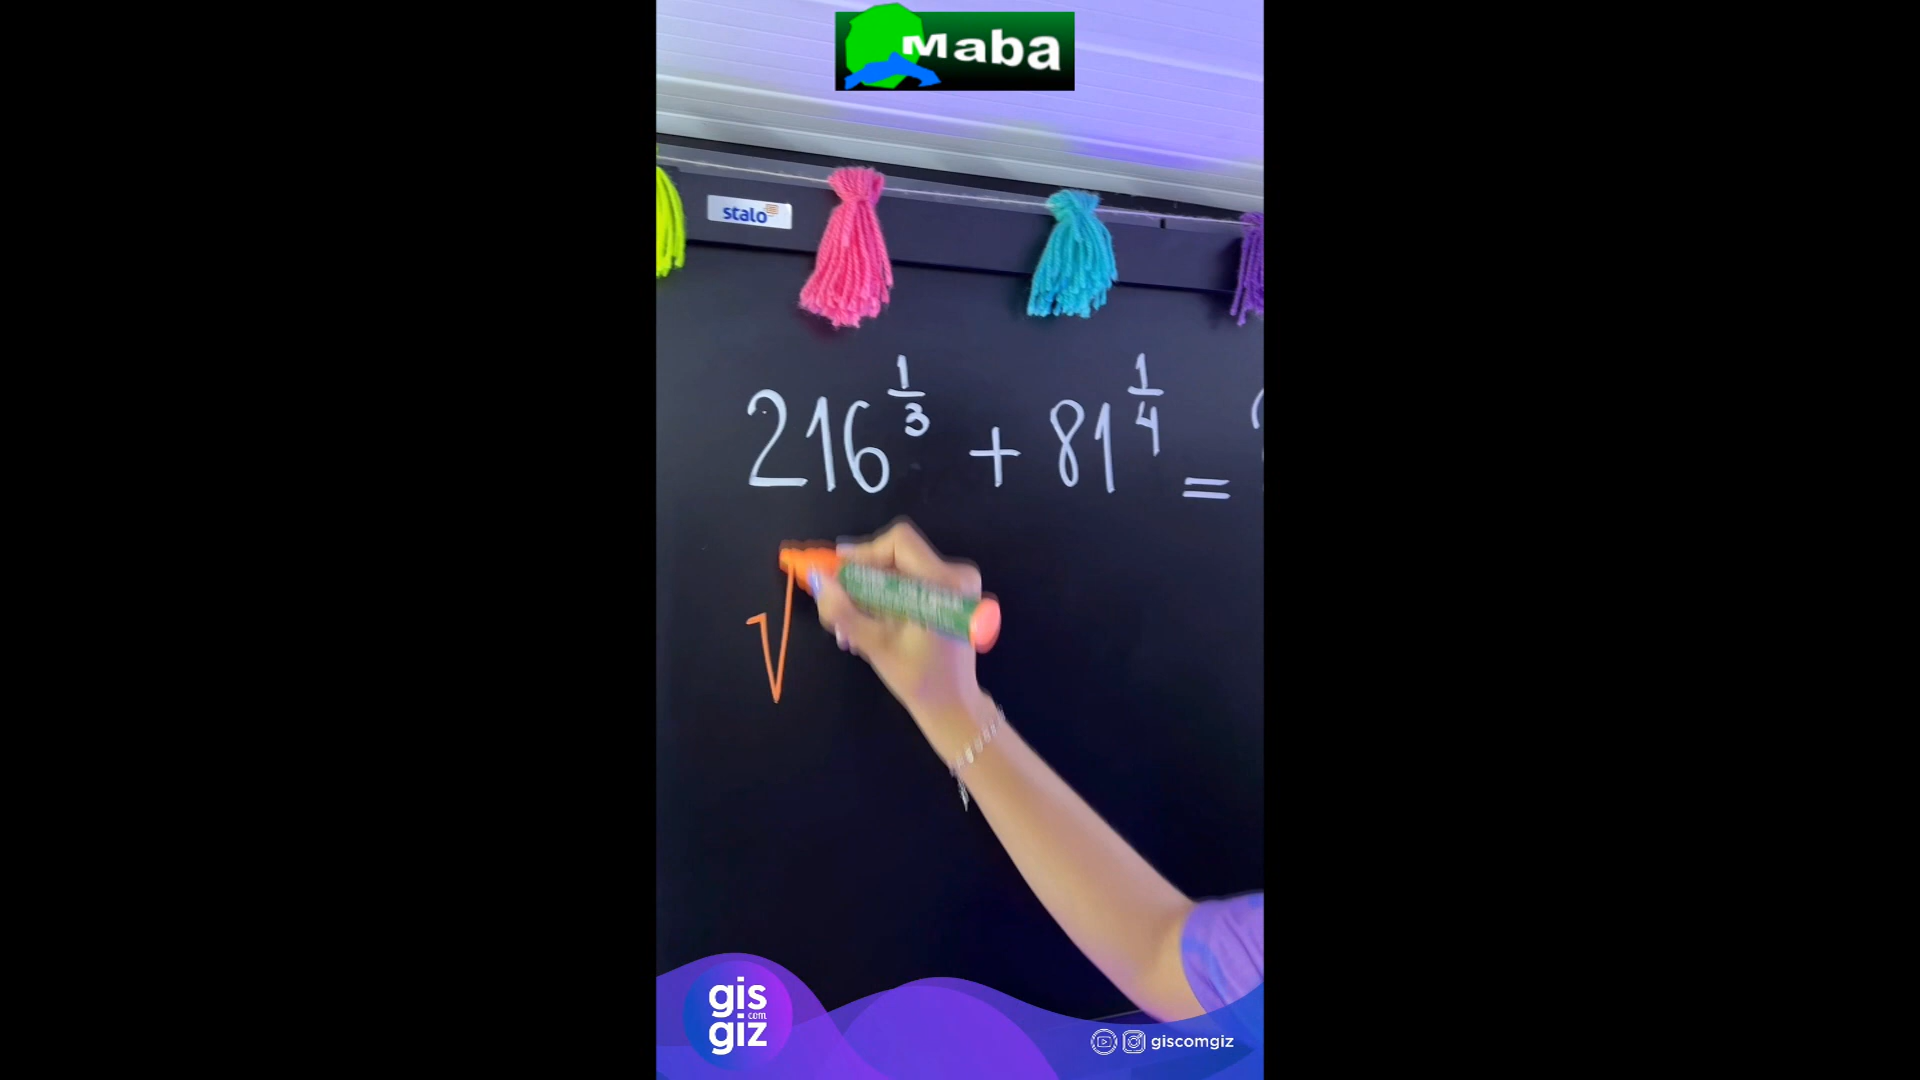 Maba
stalo
216^{1/3} + 81^{1/4} =
√
gis
com
giz
giscomgiz